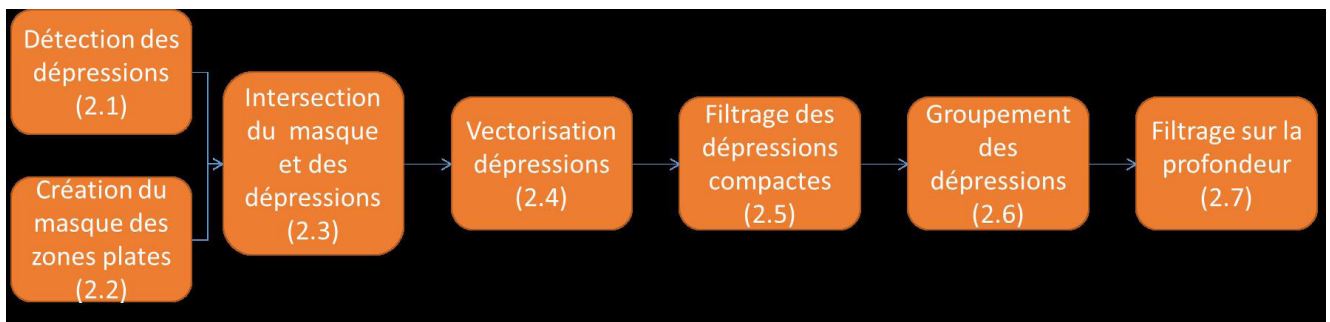 Détection des
dépressions
(2.1)
Création du
masque des
zones plates
(2.2)
Intersection
du masque
et des
dépressions
(2.3)
Vectorisation
dépressions
(2.4)
Filtrage des
dépressions
compactes
(2.5)
Groupement
des
dépressions
(2.6)
Filtrage sur la
profondeur
(2.7)